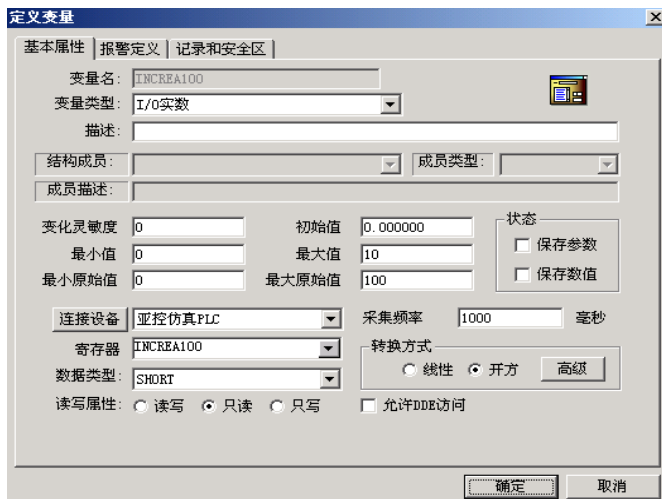 定义变量
基本属性 报警定义 记录和安全区
变量名: INCREA100
变量类型: I/O实数
描述:
结构成员: 成员类型:
成员描述:
变化灵敏度 0 初始值 0.000000 状态
最小值 0 最大值 10 保存参数
最小原始值 0 最大原始值 100 保存数值
连接设备 亚控仿真PLC 采集频率 1000 毫秒
寄存器 INCREA100 转换方式
数据类型: SHORT 线性 开方 高级
读写属性: 读写 只读 只写 允许DDE访问
确定 取消